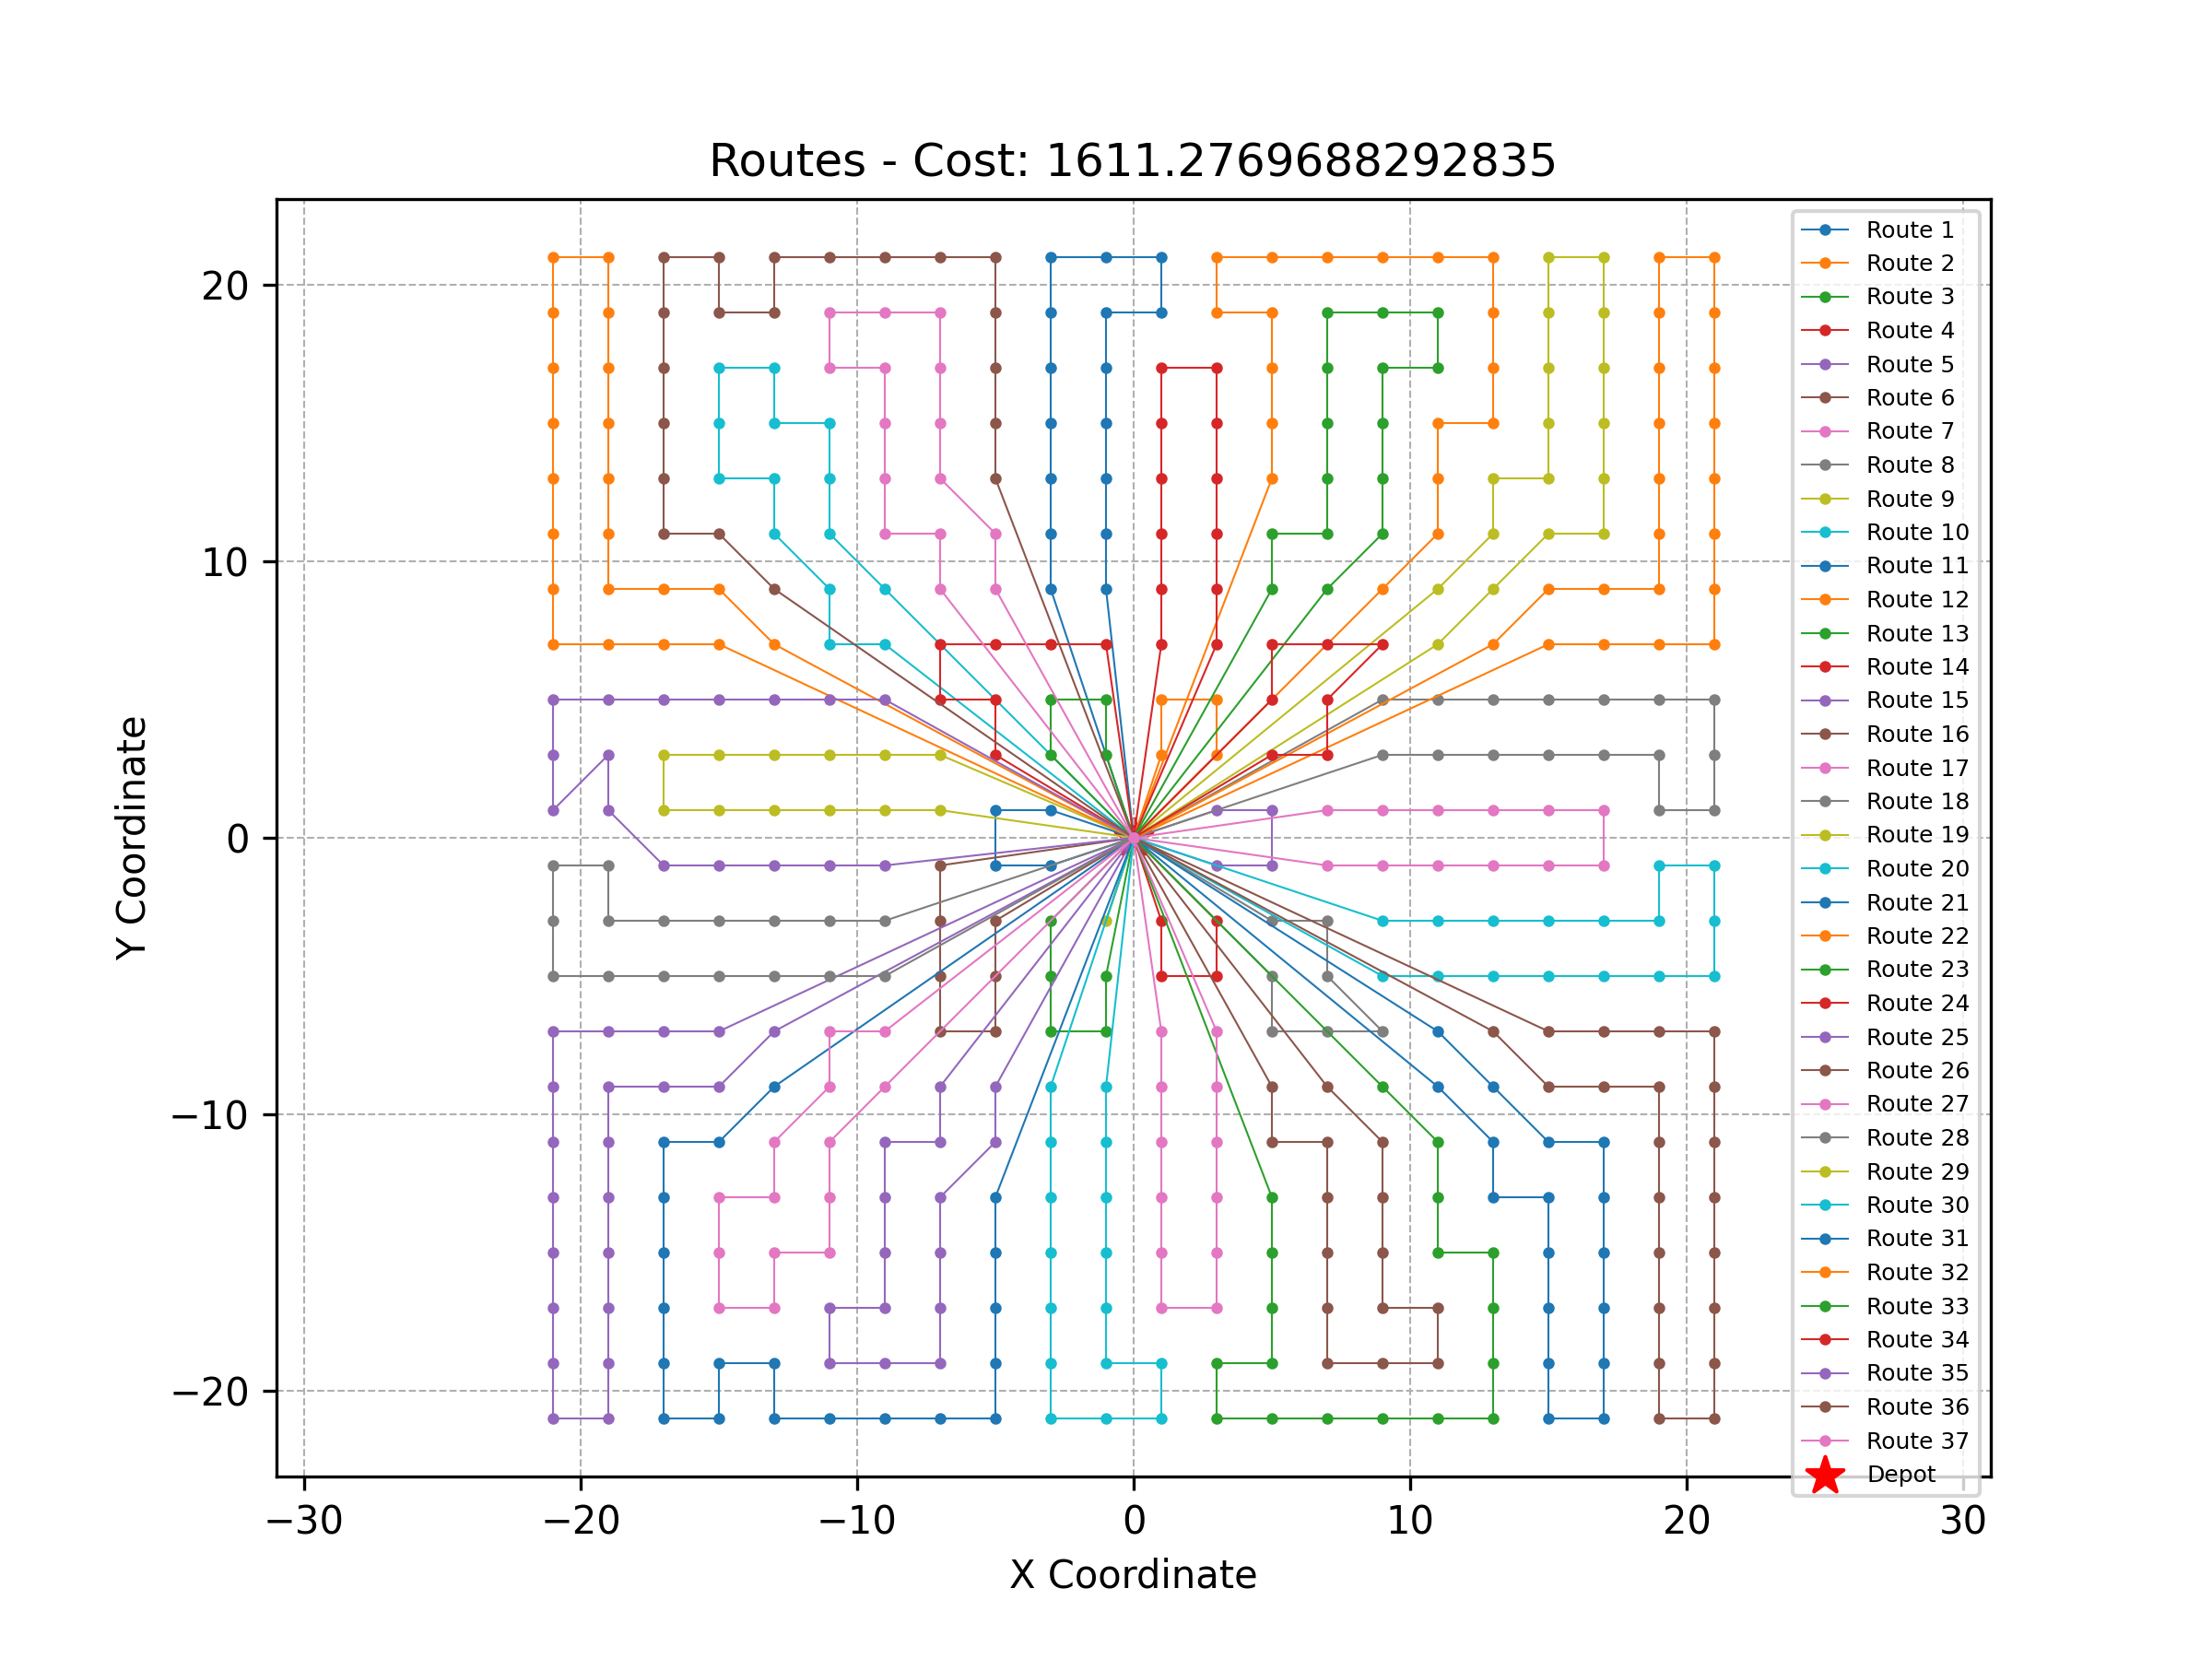 Routes - Cost: 1611.2769688292835
Y Coordinate
20
10
0
−10
−20
−30
−20
−10
0
10
20
30
X Coordinate
Route 1
Route 2
Route 3
Route 4
Route 5
Route 6
Route 7
Route 8
Route 9
Route 10
Route 11
Route 12
Route 13
Route 14
Route 15
Route 16
Route 17
Route 18
Route 19
Route 20
Route 21
Route 22
Route 23
Route 24
Route 25
Route 26
Route 27
Route 28
Route 29
Route 30
Route 31
Route 32
Route 33
Route 34
Route 35
Route 36
Route 37
Depot